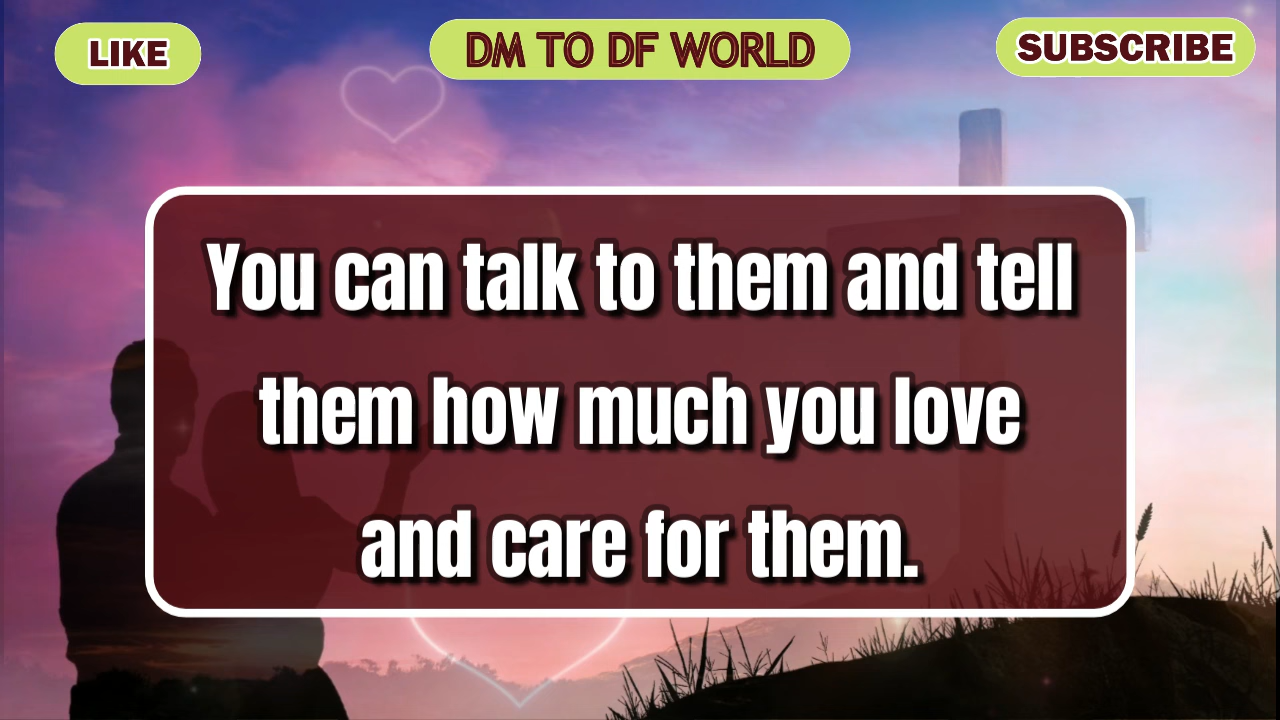 LIKE
DM TO DF WORLD
SUBSCRIBE
You can talk to them and tell
them how much you love
and care for them.